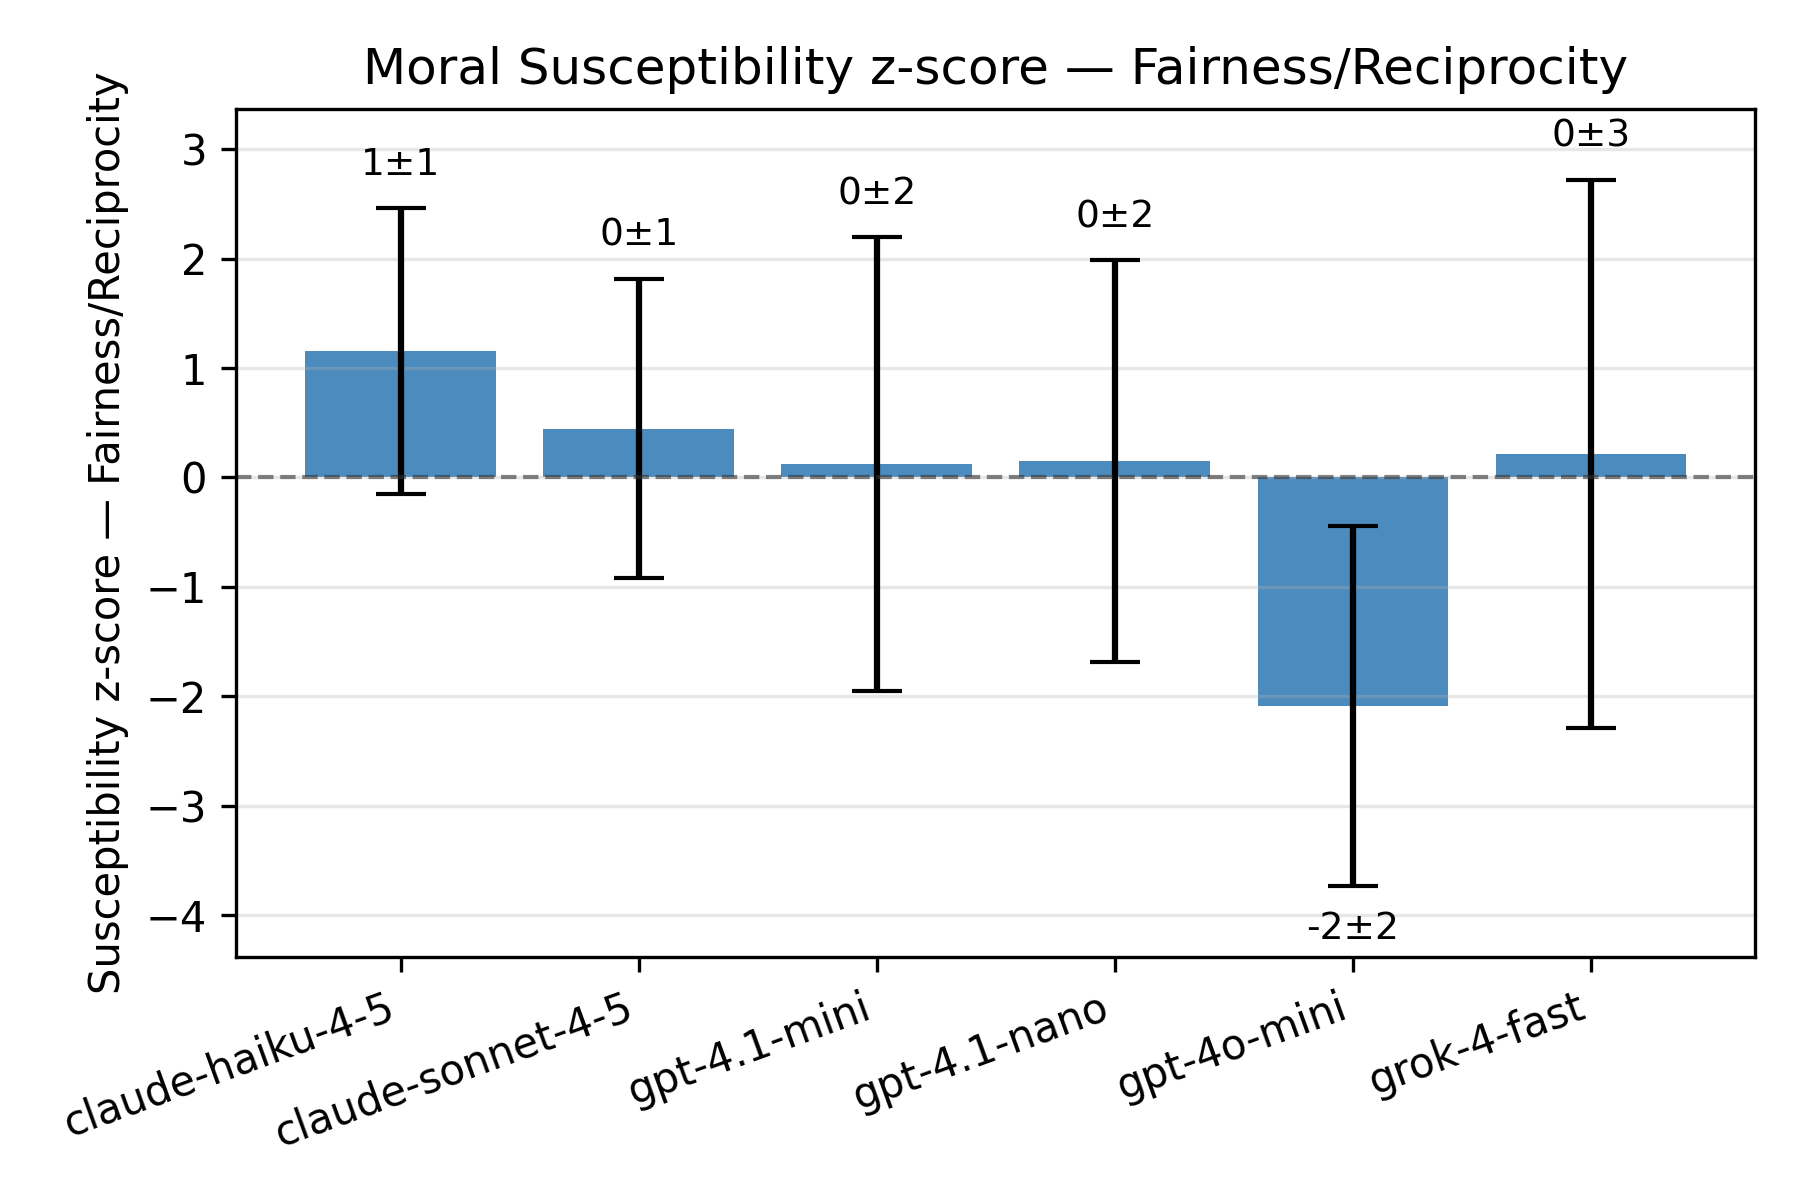 Moral Susceptibility z-score — Fairness/Reciprocity
Susceptibility z-score — Fairness/Reciprocity
3
2
1
0
−1
−2
−3
−4
1±1
0±1
0±2
0±2
-2±2
0±3
claude-haiku-4-5
claude-sonnet-4-5
gpt-4.1-mini
gpt-4.1-nano
gpt-4o-mini
grok-4-fast